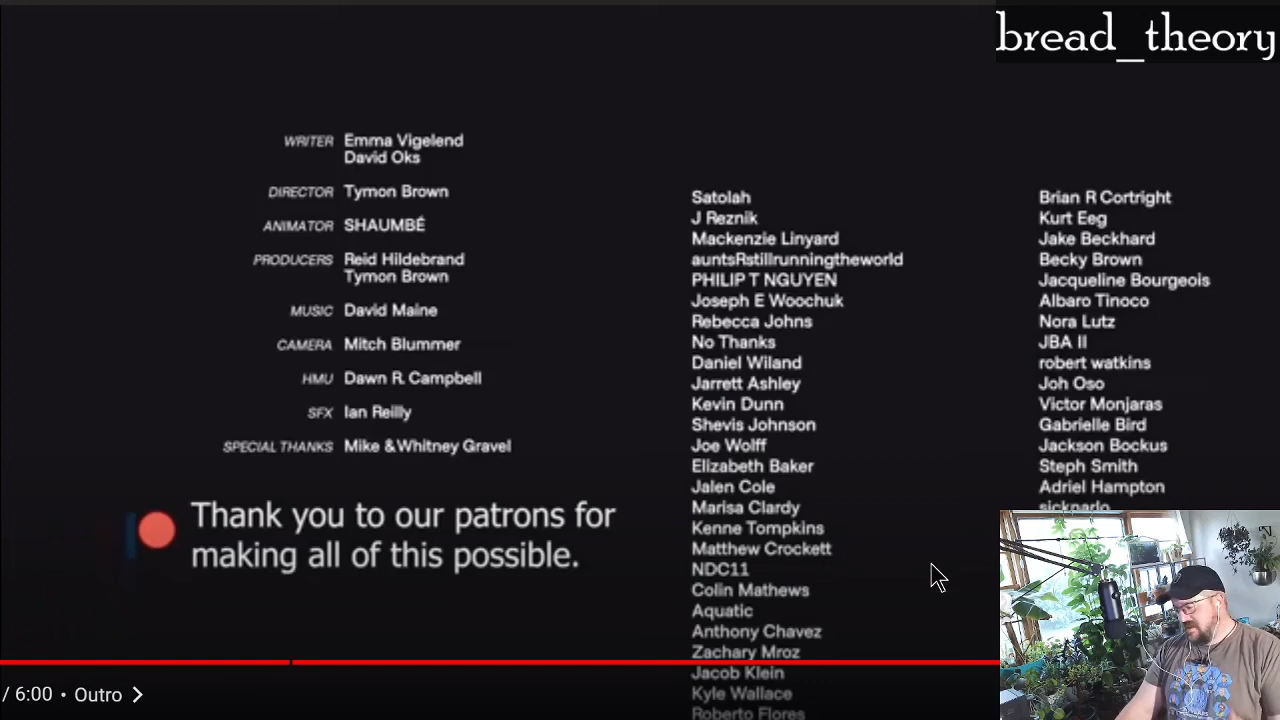 bread_theory
WRITER Emma Vigelend
David Oks
DIRECTOR Tymon Brown
ANIMATOR SHAUMBÉ
PRODUCERS Reid Hildebrand
Tymon Brown
MUSIC David Maine
CAMERA Mitch Blummer
HMU Dawn R. Campbell
SFX Ian Reilly
SPECIAL THANKS Mike & Whitney Gravel
Thank you to our patrons for
making all of this possible.
Satolah
J Reznik
Mackenzie Linyard
auntsRstillrunningtheworld
PHILIP T NGUYEN
Joseph E Woochuk
Rebecca Johns
No Thanks
Daniel Wiland
Jarrett Ashley
Kevin Dunn
Shevis Johnson
Joe Wolff
Elizabeth Baker
Jalen Cole
Marisa Clardy
Kenne Tompkins
Matthew Crockett
NDC11
Colin Mathews
Aquatic
Anthony Chavez
Zachary Mroz
Jacob Klein
Kyle Wallace
Roberto Flores
Brian R Cortright
Kurt Eeg
Jake Beckhard
Becky Brown
Jacqueline Bourgeois
Albaro Tinoco
Nora Lutz
JBA II
robert watkins
Joh Oso
Victor Monjaras
Gabrielle Bird
Jackson Bockus
Steph Smith
Adriel Hampton
/ 6:00 • Outro >